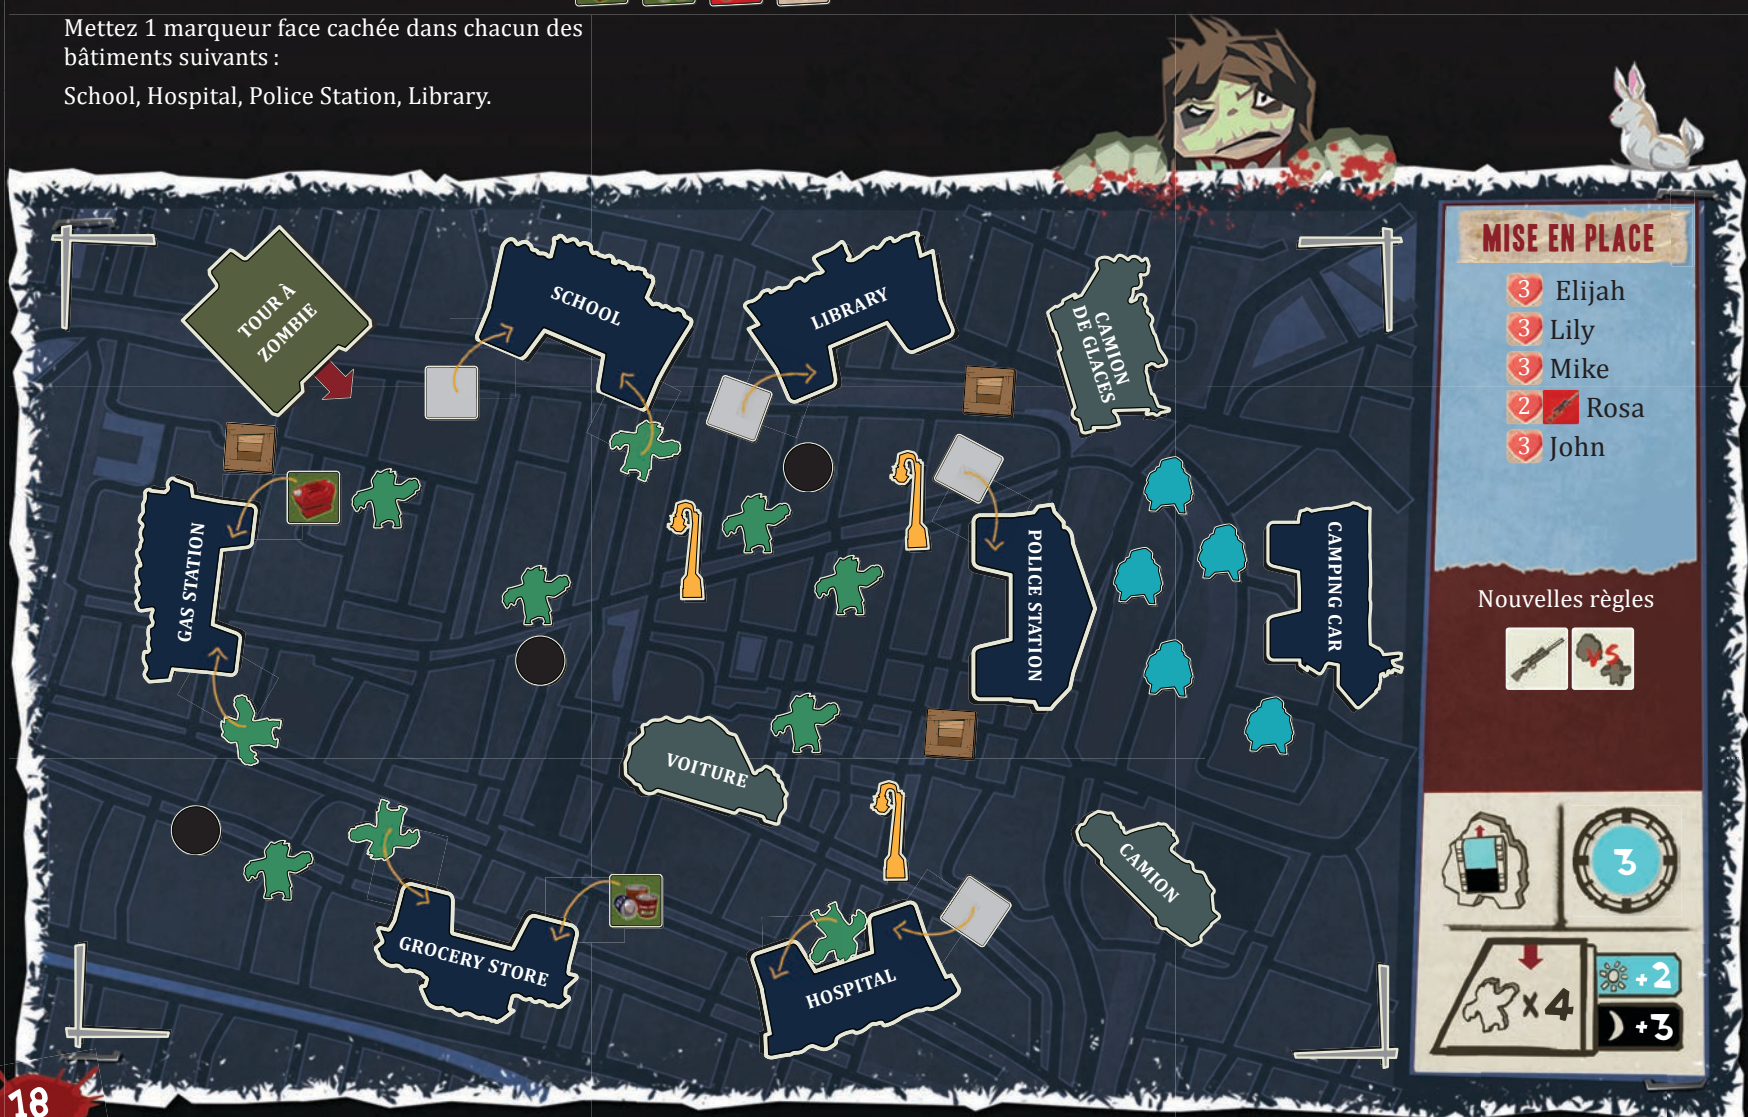 Mettez 1 marqueur face cachée dans chacun des
bâtiments suivants :
School, Hospital, Police Station, Library.
TOUR À
ZOMBIE
SCHOOL
LIBRARY
CAMION
DE GLACES
GAS STATION
POLICE STATION
CAMPING CAR
VOITURE
CAMION
GROCERY STORE
HOSPITAL
MISE EN PLACE
3 Elijah
3 Lily
3 Mike
2 Rosa
3 John
Nouvelles règles
VS
3
x4
+2
+3
18